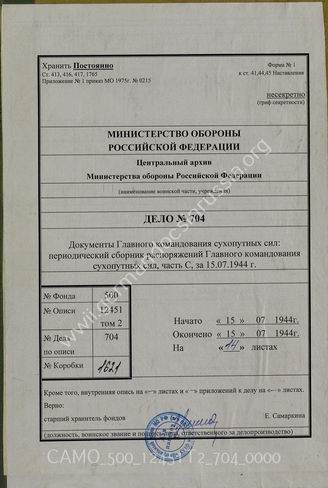 Хранить Постоянно
Форма № 1
Ст. 413, 416, 417, 1765
к ст. 41,44,45 Наставления
Приложение № 1 приказ МО 1975г. № 0215
несекретно
(гриф секретности)
МИНИСТЕРСТВО ОБОРОНЫ
РОССИЙСКОЙ ФЕДЕРАЦИИ
Центральный архив
Министерства обороны Российской Федерации
(наименование воинской части, учреждения)
ДЕЛО № 704
Документы Главного командования сухопутных сил:
периодический сборник распоряжений Главного командования
сухопутных сил, часть С, за 15.07.1944 г.
№ Фонда 500
№ Описи 12451
том 2
№ Дела 704
по описи
№ Коробки 1621
Начато « 15 » 07 1944г.
Окончено « 15 » 07 1944г.
На « 14 » листах
Кроме того, внутренняя опись на «--» листах и «--» приложений к делу на «--» листах.
Верно:
старший хранитель фондов
Е. Самаркина
(должность, воинское звание и подпись лица, ответственного за делопроизводство)
CAMO_500_12451 T2_704_0000